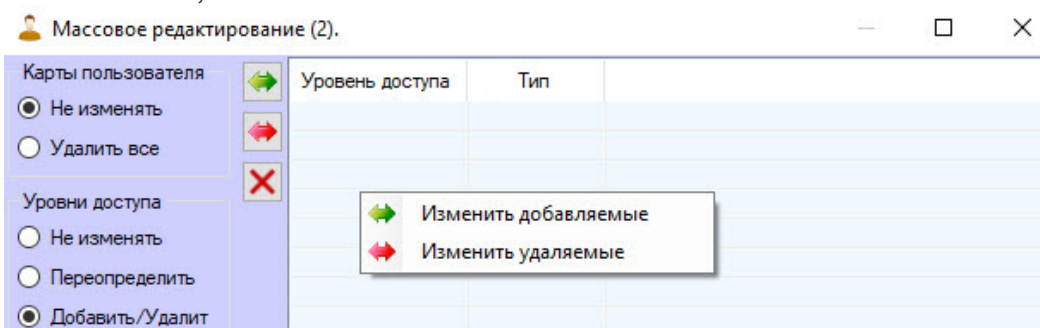 Массовое редактирование (2).
Карты пользователя
Не изменять
Удалить все
Уровни доступа
Не изменять
Переопределить
Добавить/Удалит
Уровень доступа Тип
Изменить добавляемые
Изменить удаляемые